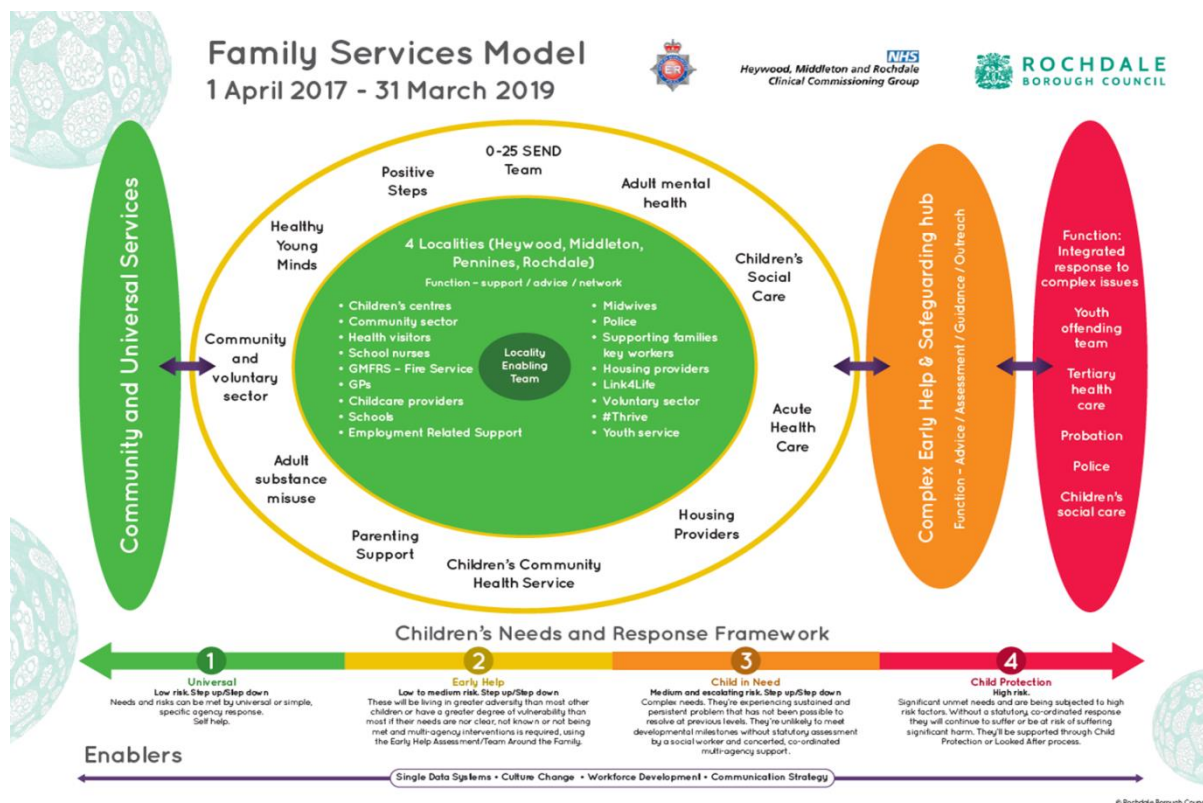 Family Services Model
1 April 2017 - 31 March 2019
NHS
Heywood, Middleton and Rochdale
Clinical Commissioning Group
ROCHDALE
BOROUGH COUNCIL
Community and Universal Services
0-25 SEND
Team
Positive
Steps
Adult mental
health
Healthy
Young
Minds
Children's
Social
Care
Community
and
voluntary
sector
Acute
Health
Care
Adult
substance
misuse
Housing
Providers
Parenting
Support
Children's Community
Health Service
4 Localities (Heywood, Middleton,
Pennines, Rochdale)
Function – support / advice / network
• Children's centres
• Community sector
• Health visitors
• School nurses
• GMFRS – Fire Service
• GPs
• Childcare providers
• Schools
• Employment Related Support
Locality
Enabling
Team
• Midwives
• Police
• Supporting families
key workers
• Housing providers
• Link4Life
• Voluntary sector
• #Thrive
• Youth service
Complex Early Help & Safeguarding hub
Function – Advice / Assessment / Guidance / Outreach
Function:
Integrated
response to
complex issues
Youth
offending
team
Tertiary
health
care
Probation
Police
Children's
social care
Children's Needs and Response Framework
1
Universal
Low risk. Step up/Step down
Needs and risks can be met by universal or simple,
specific agency response.
Self help.
2
Early Help
Low to medium risk. Step up/Step down
These will be living in greater adversity than most other
children or have a greater degree of vulnerability than
most if their needs are nor clear, not known or not being
met and multi-agency interventions is required, using
the Early Help Assessment/Team Around the Family.
3
Child in Need
Medium and escalating risk. Step up/Step down
Complex needs. They're experiencing sustained and
persistent problem that has not been possible to
resolve at previous levels. They're unlikely to meet
developmental milestones without statutory assessment
by a social worker and concerted, co-ordinated
multi-agency support.
4
Child Protection
High risk.
Significant unmet needs and are being subjected to high
risk factors. Without a statutory, co-ordinated response
they will continue to suffer or be at risk of suffering
significant harm. They'll be supported through Child
Protection or Looked After process.
Enablers
Single Data Systems • Culture Change • Workforce Development • Communication Strategy
© Rochdale Borough